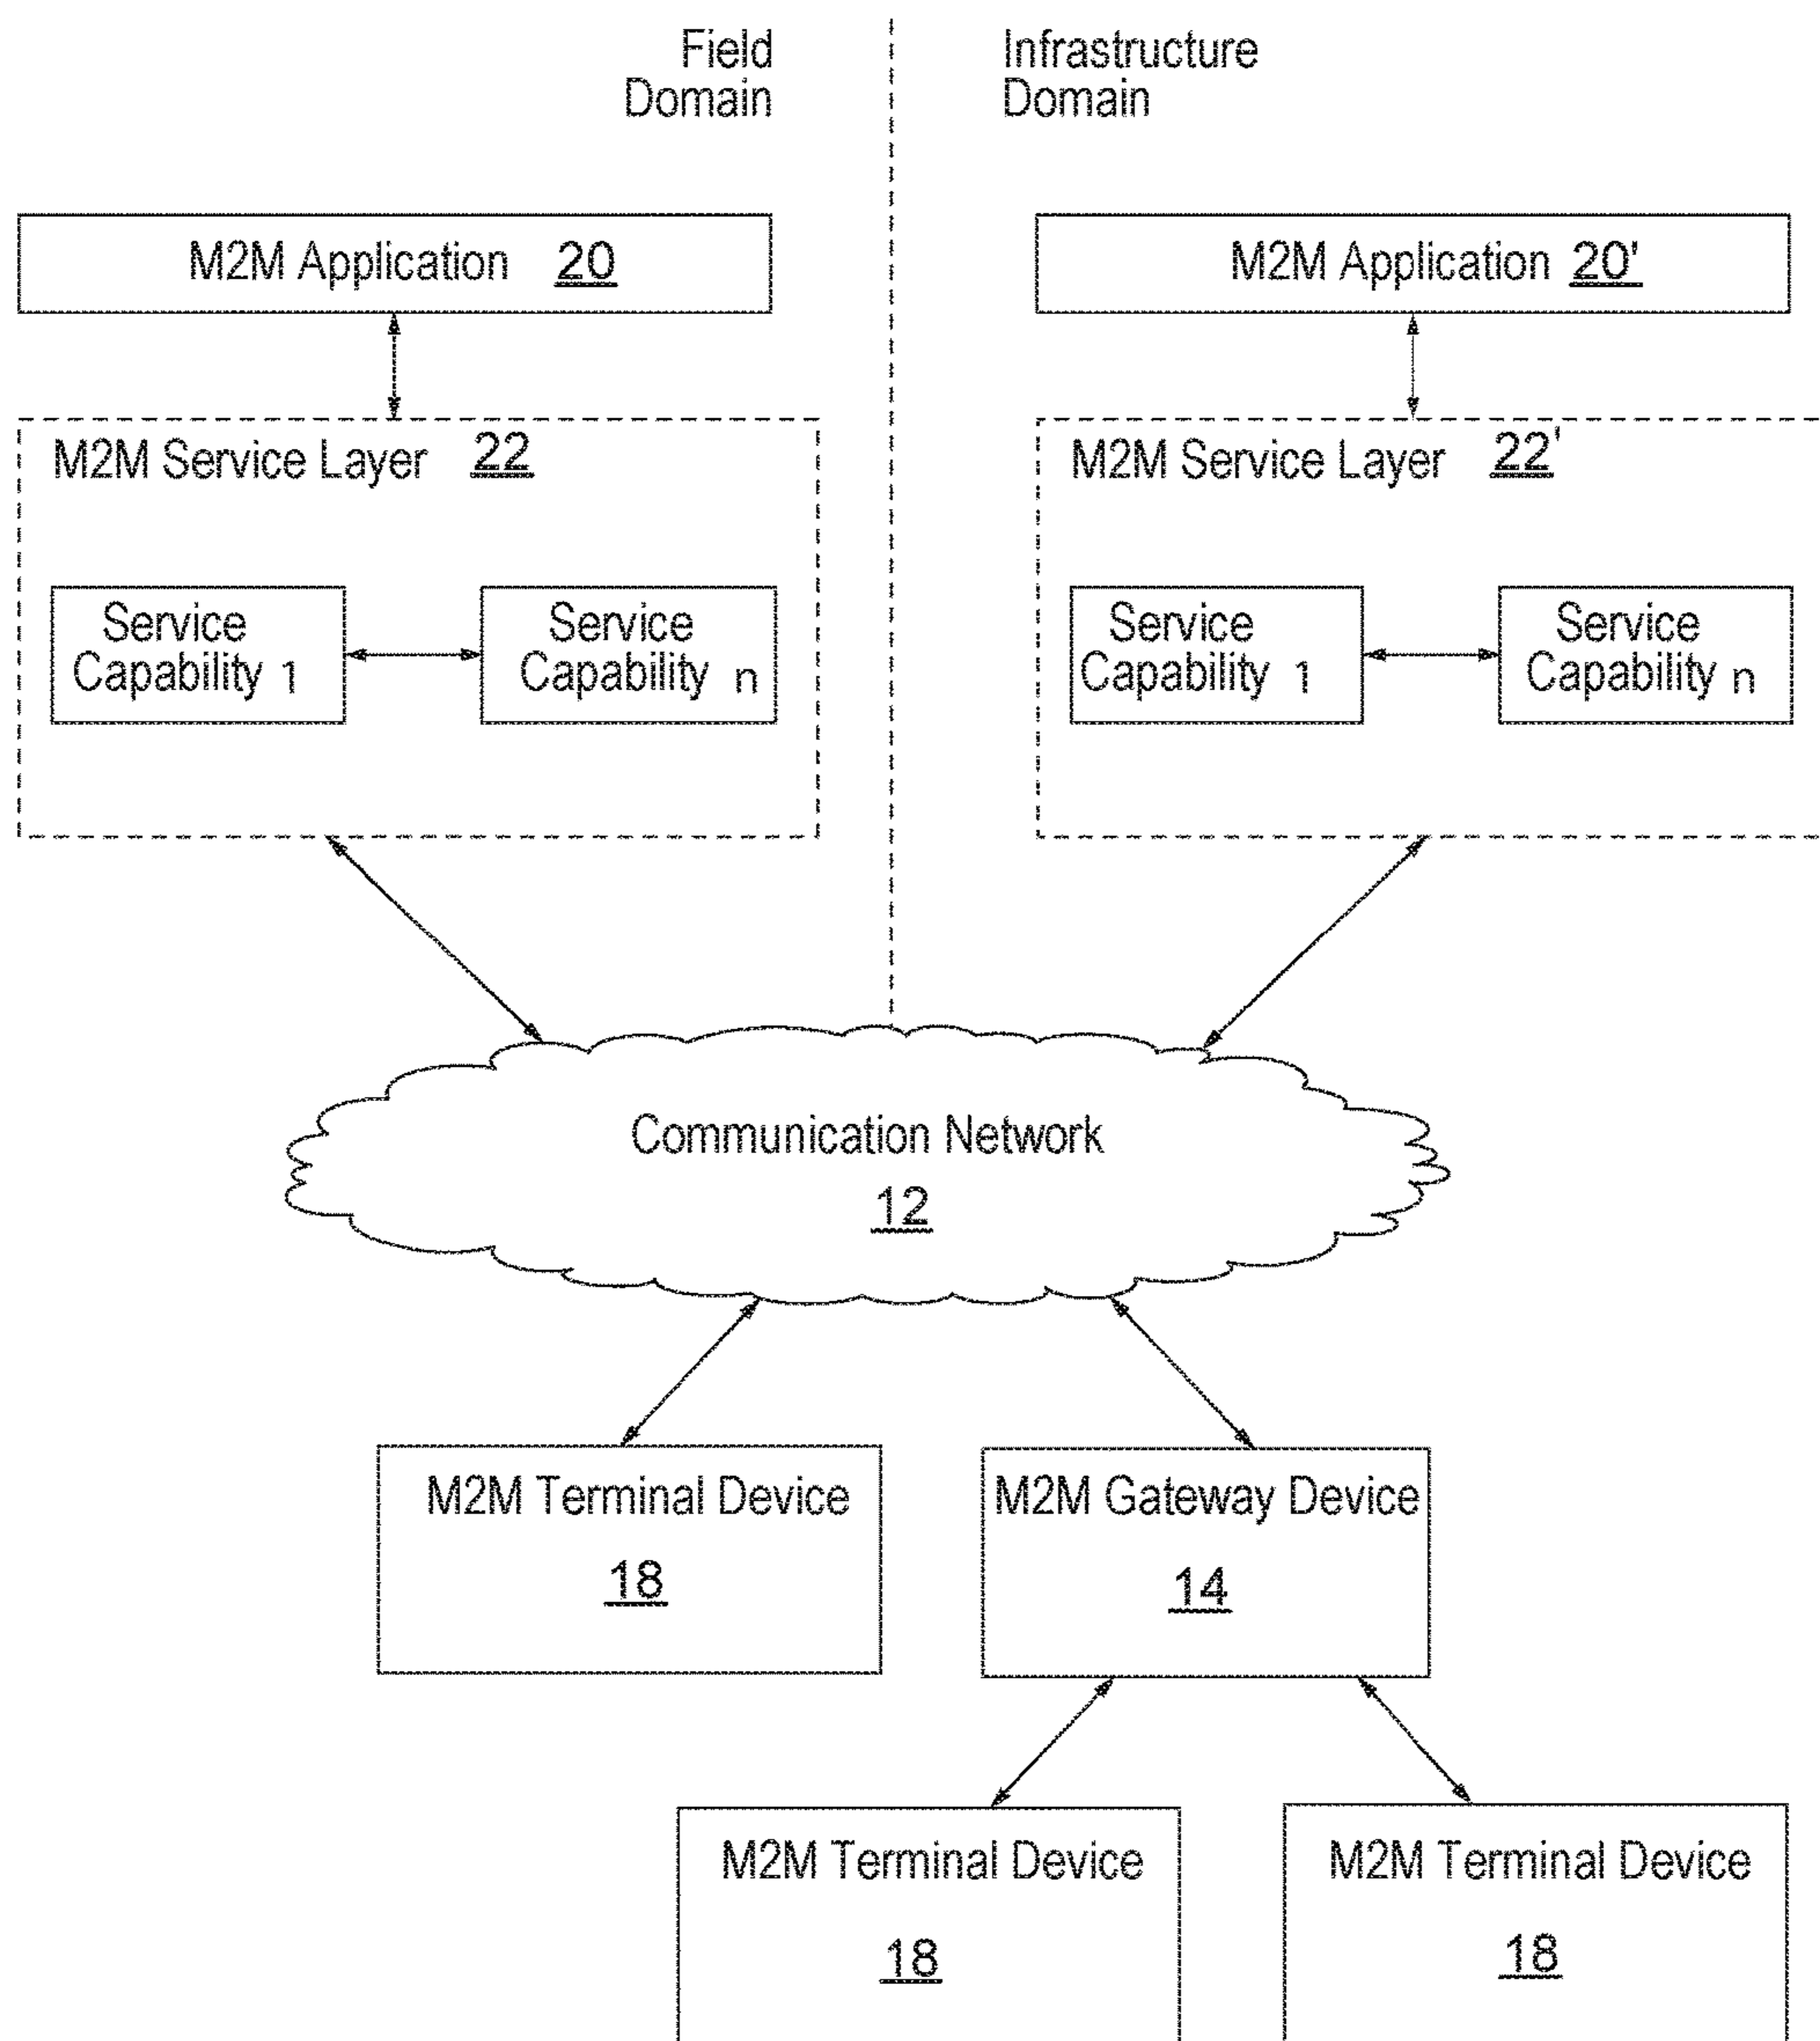 Field
Domain
Infrastructure
Domain
M2M Application 20
M2M Application 20'
M2M Service Layer 22
M2M Service Layer 22'
Service
Capability 1
Service
Capability n
Service
Capability 1
Service
Capability n
Communication Network
12
M2M Terminal Device
18
M2M Gateway Device
14
M2M Terminal Device
18
M2M Terminal Device
18